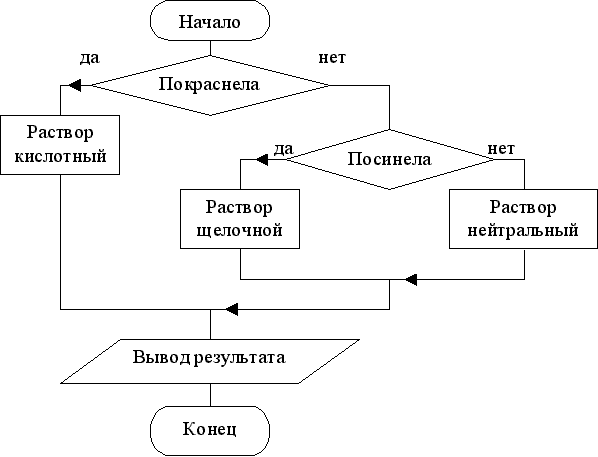 Начало
да
нет
Покраснела
Раствор
кислотный
да
Посинела
нет
Раствор
щелочной
Раствор
нейтральный
Вывод результата
Конец